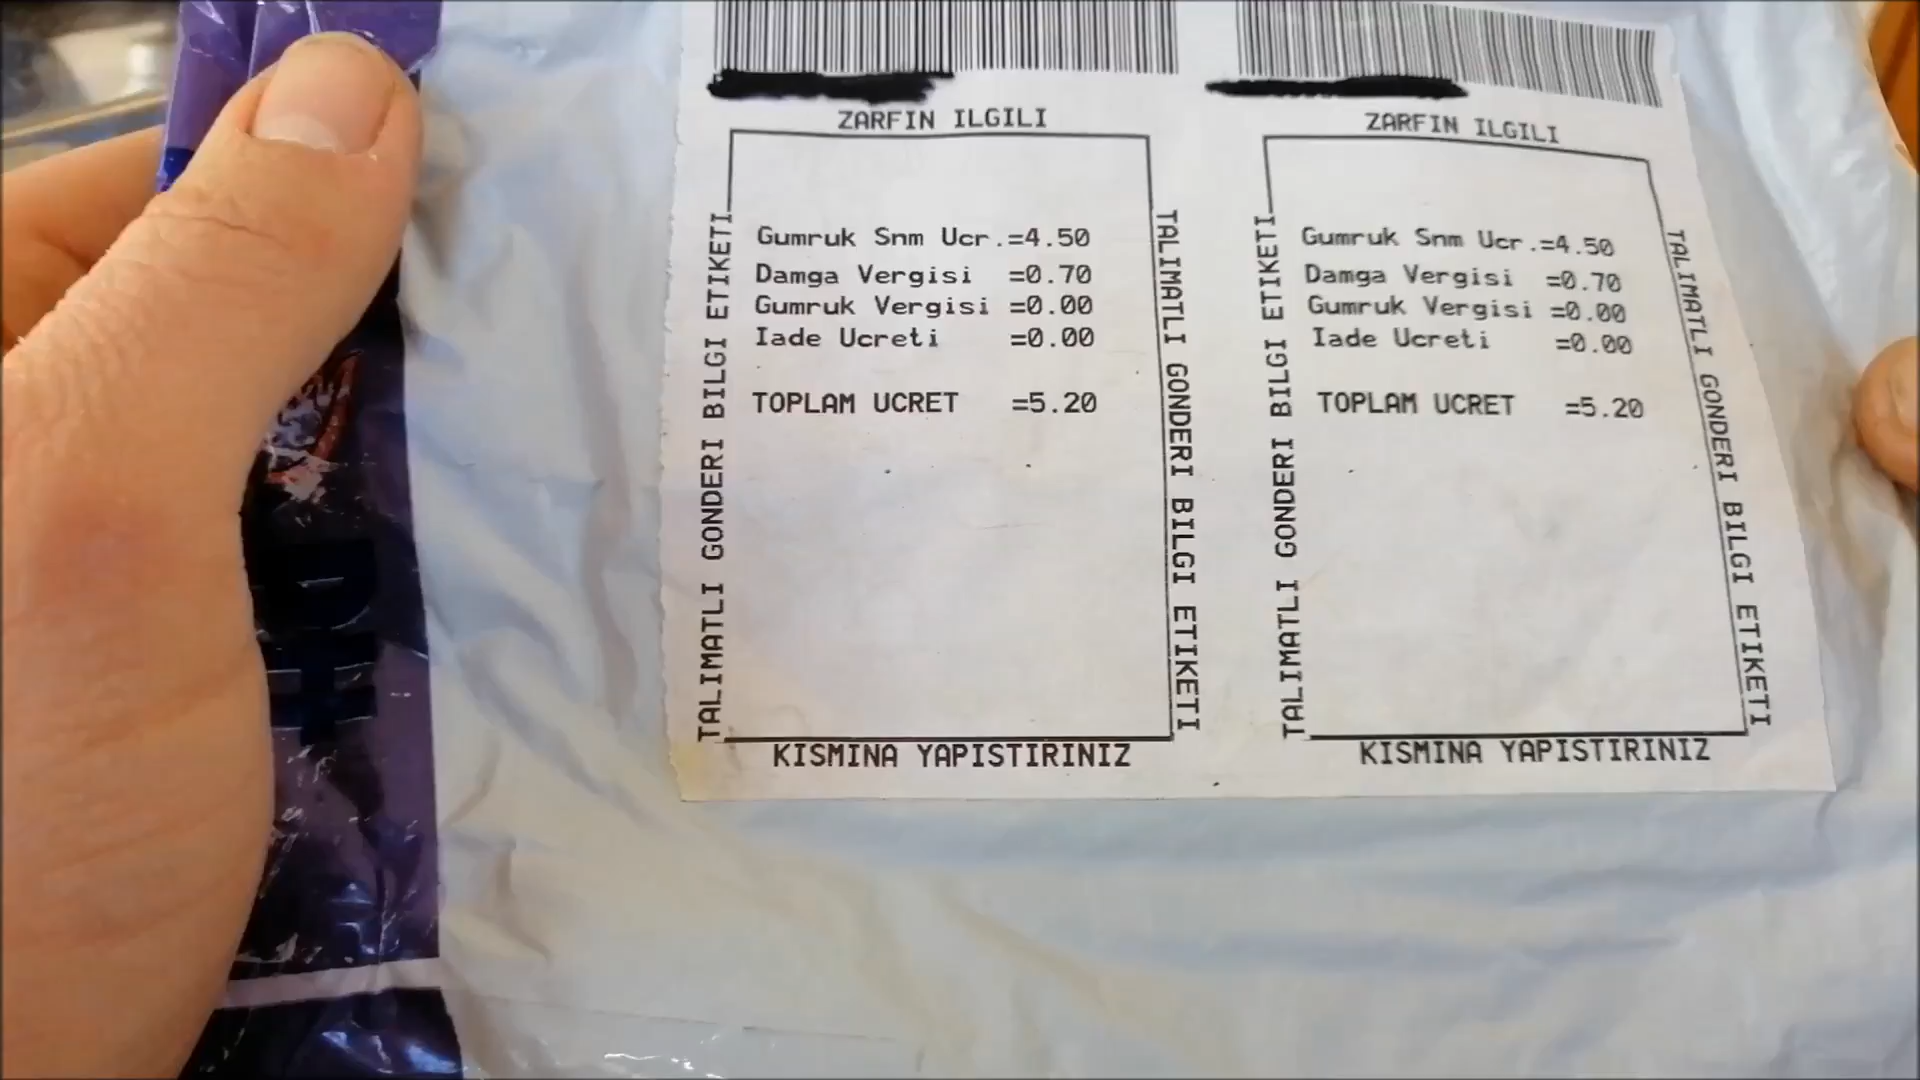 ZARFIN ILGILI
TALIMATLI GONDERI BILGI ETIKETI
Gumruk Snm Ucr.=4.50
Damga Vergisi =0.70
Gumruk Vergisi =0.00
Iade Ucreti =0.00
TOPLAM UCRET =5.20
TALIMATLI GONDERI BILGI ETIKETI
KISMINA YAPISTIRINIZ
ZARFIN ILGILI
TALIMATLI GONDERI BILGI ETIKETI
Gumruk Snm Ucr.=4.50
Damga Vergisi =0.70
Gumruk Vergisi =0.00
Iade Ucreti =0.00
TOPLAM UCRET =5.20
TALIMATLI GONDERI BILGI ETIKETI
KISMINA YAPISTIRINIZ